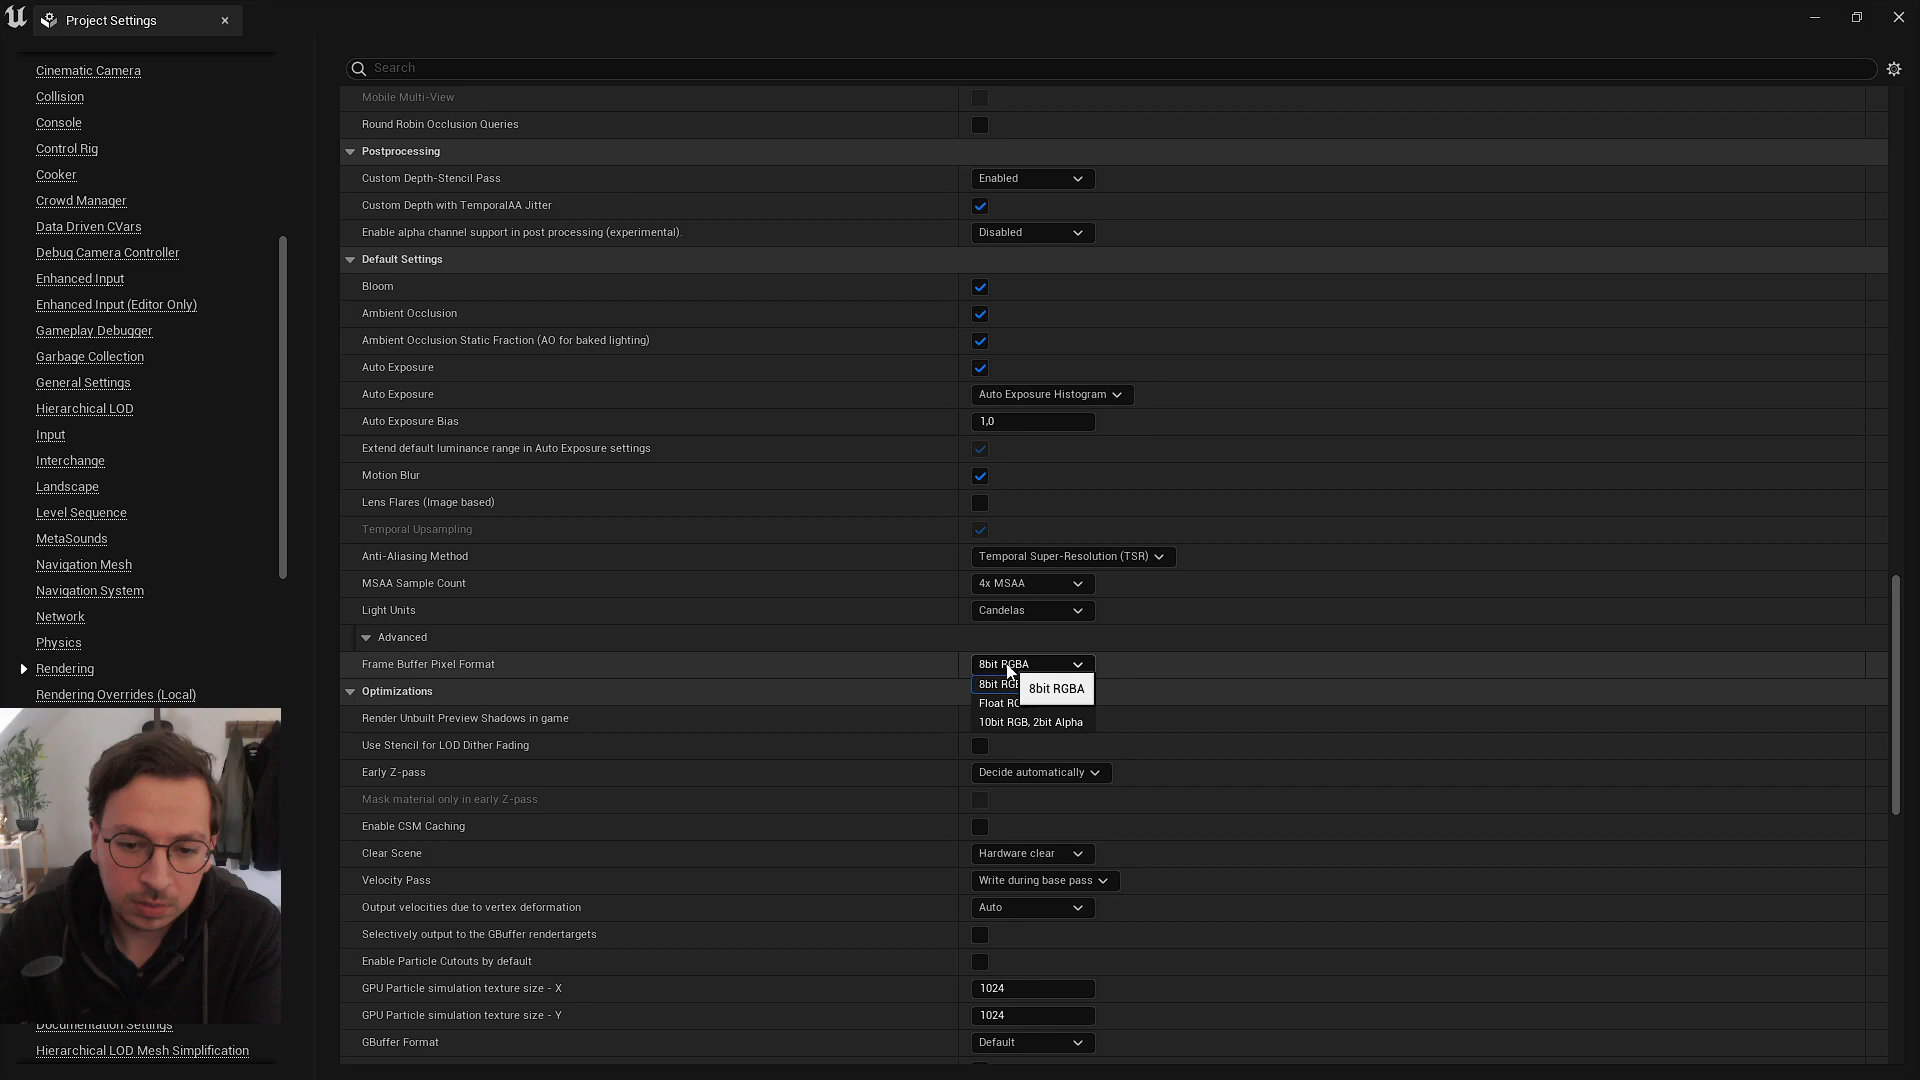 Project Settings
Cinematic Camera
Collision
Console
Control Rig
Cooker
Crowd Manager
Data Driven CVars
Debug Camera Controller
Enhanced Input
Enhanced Input (Editor Only)
Gameplay Debugger
Garbage Collection
General Settings
Hierarchical LOD
Input
Interchange
Landscape
Level Sequence
MetaSounds
Navigation Mesh
Navigation System
Network
Physics
Rendering
Rendering Overrides (Local)
Documentation Settings
Hierarchical LOD Mesh Simplification
Search
Mobile Multi-View
Round Robin Occlusion Queries
Postprocessing
Custom Depth-Stencil Pass Enabled
Custom Depth with TemporalAA Jitter
Enable alpha channel support in post processing (experimental). Disabled
Default Settings
Bloom
Ambient Occlusion
Ambient Occlusion Static Fraction (AO for baked lighting)
Auto Exposure
Auto Exposure Auto Exposure Histogram
Auto Exposure Bias 1,0
Extend default luminance range in Auto Exposure settings
Motion Blur
Lens Flares (Image based)
Temporal Upsampling
Anti-Aliasing Method Temporal Super-Resolution (TSR)
MSAA Sample Count 4x MSAA
Light Units Candelas
Advanced
Frame Buffer Pixel Format 8bit RGBA
8bit RGB
8bit RGBA
Float RG
10bit RGB, 2bit Alpha
Optimizations
Render Unbuilt Preview Shadows in game
Use Stencil for LOD Dither Fading
Early Z-pass Decide automatically
Mask material only in early Z-pass
Enable CSM Caching
Clear Scene Hardware clear
Velocity Pass Write during base pass
Output velocities due to vertex deformation Auto
Selectively output to the GBuffer rendertargets
Enable Particle Cutouts by default
GPU Particle simulation texture size - X 1024
GPU Particle simulation texture size - Y 1024
GBuffer Format Default